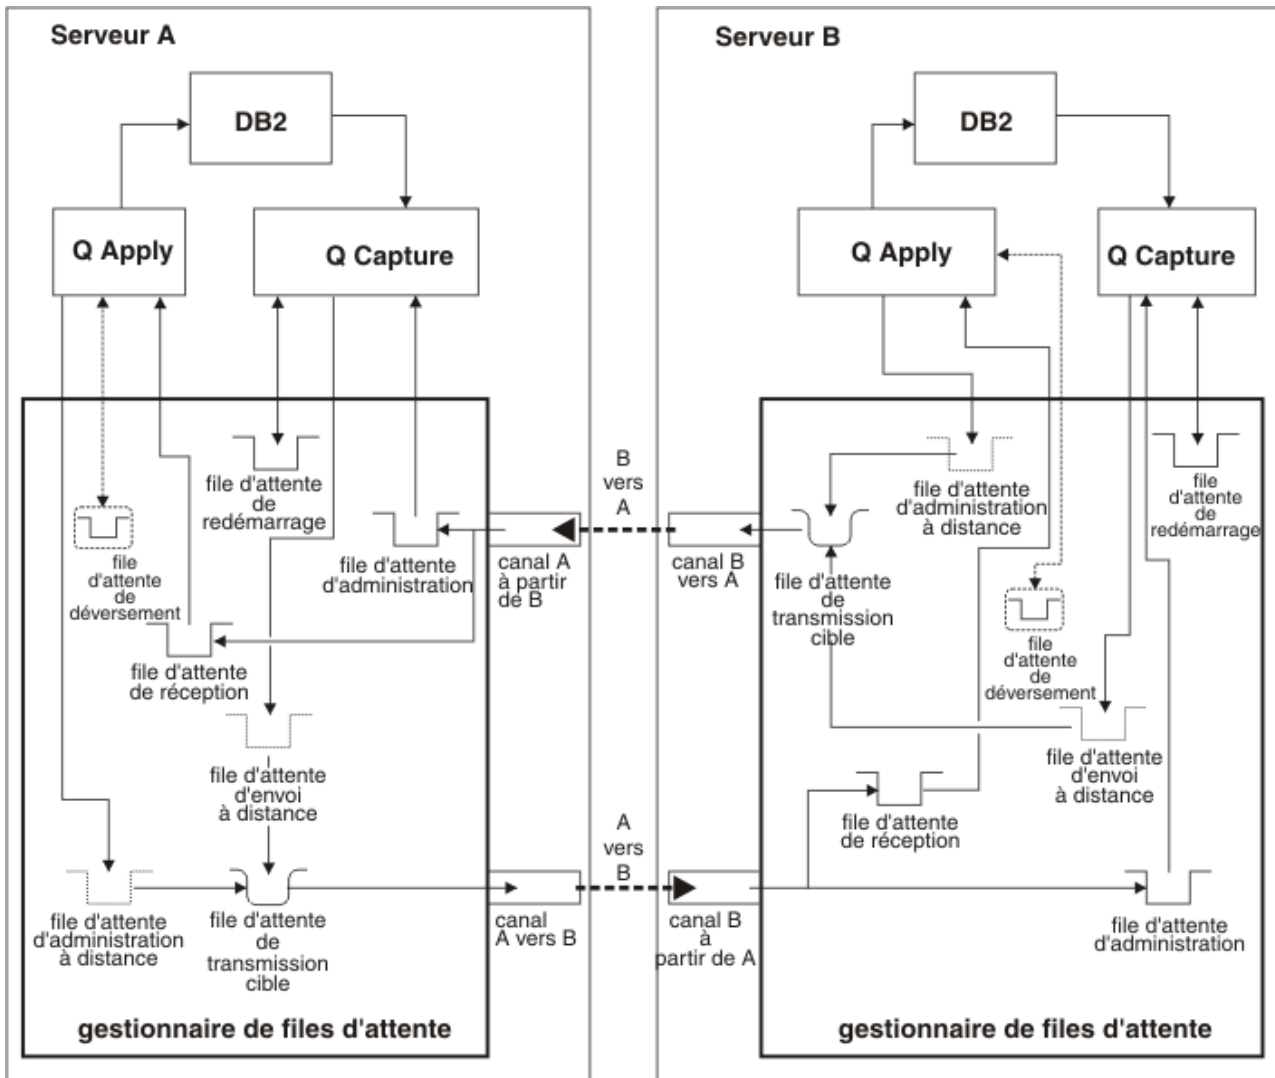 Serveur A
DB2
Q Apply
Q Capture
file d'attente
de
redémarrage
file
d'attente
de
déversement
file d'attente
d'administration
file d'attente
de réception
file d'attente
d'envoi
à distance
file d'attente
d'administration
à distance
file d'attente
de
transmission
cible
gestionnaire de files d'attente
canal A
à partir
de B
canal
A vers B
B
vers
A
A
vers
B
Serveur B
DB2
Q Apply
Q Capture
canal B
vers A
file d'attente
d'administration
à distance
file
d'attente
de
redémarrage
file d'attente
de
transmission
cible
file
d'attente
de
déversement
file d'attente
d'envoi
à distance
file d'attente
de réception
canal B
à
partir de A
file d'attente
d'administration
gestionnaire de files d'attente